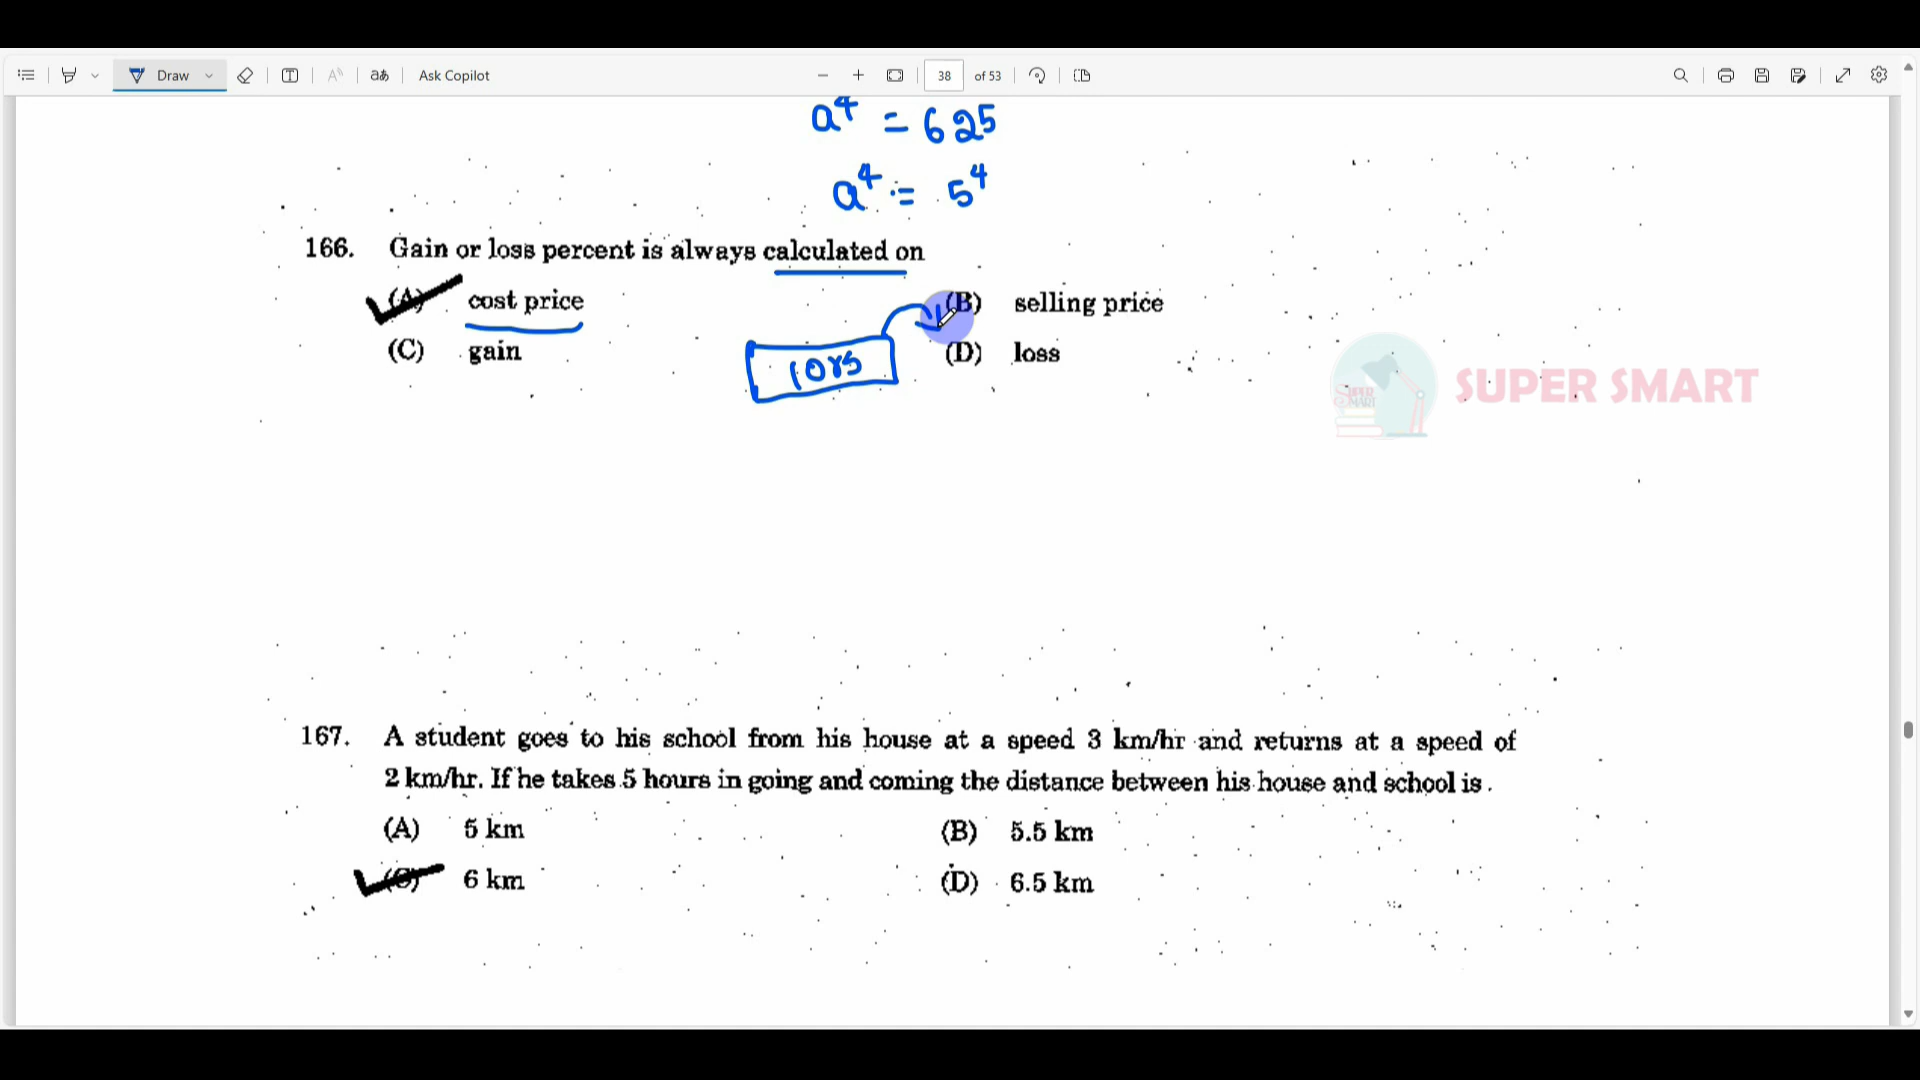 Draw
Ask Copilot
38 of 53
a⁴ = 625
a⁴ = 5⁴
166. Gain or loss percent is always calculated on
(A) cost price
(B) selling price
(C) gain
(D) loss
10rs
SUPER SMART
SUPER SMART
167. A student goes to his school from his house at a speed 3 km/hr and returns at a speed of
2 km/hr. If he takes 5 hours in going and coming the distance between his house and school is.
(A) 5 km
(B) 5.5 km
(C) 6 km
(D) 6.5 km